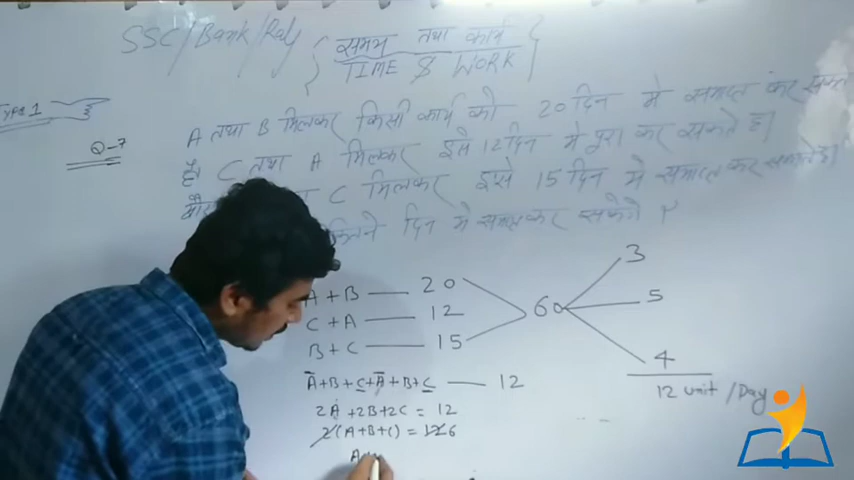 SSC/Bank/Raly
समय तथा कार्य
TIME & WORK
TYPE 1
Q-7
A तथा B मिलकर किसी कार्य को 20 दिन मे समाप्त कर सकते
है C तथा A मिलकर इसे 12 दिन मे पूरा कर सकते है।
C मिलकर इसे 15 दिन मे समाप्त कर सकते है।
कितने दिन मे समाप्त कर सकेंगे ?
A + B — 20
C + A — 12
B + C — 15
60
3
5
4
12 unit / Day
A+B+C+A+B+C — 12
2A+2B+2C = 12
2(A+B+C) = 12 6